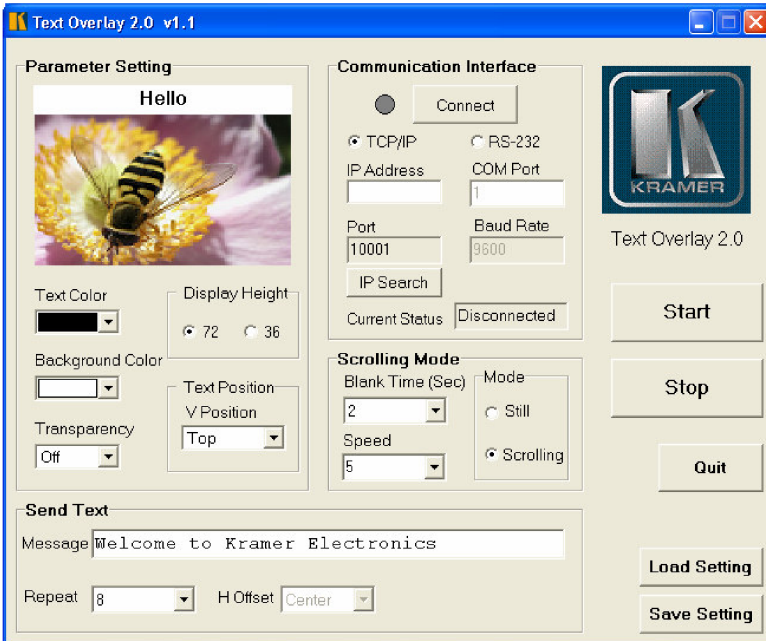 Text Overlay 2.0 v1.1
Parameter Setting
Hello
Text Color
Display Height
72 36
Background Color
Text Position
V Position
Top
Transparency
Off
Communication Interface
Connect
TCP/IP RS-232
IP Address COM Port
1
Port Baud Rate
10001 9600
IP Search
Current Status Disconnected
Scrolling Mode
Blank Time (Sec) Mode
2 Still
Speed
5 Scrolling
KRAMER
Text Overlay 2.0
Start
Stop
Quit
Send Text
Message Welcome to Kramer Electronics
Repeat 8 H Offset Center
Load Setting
Save Setting